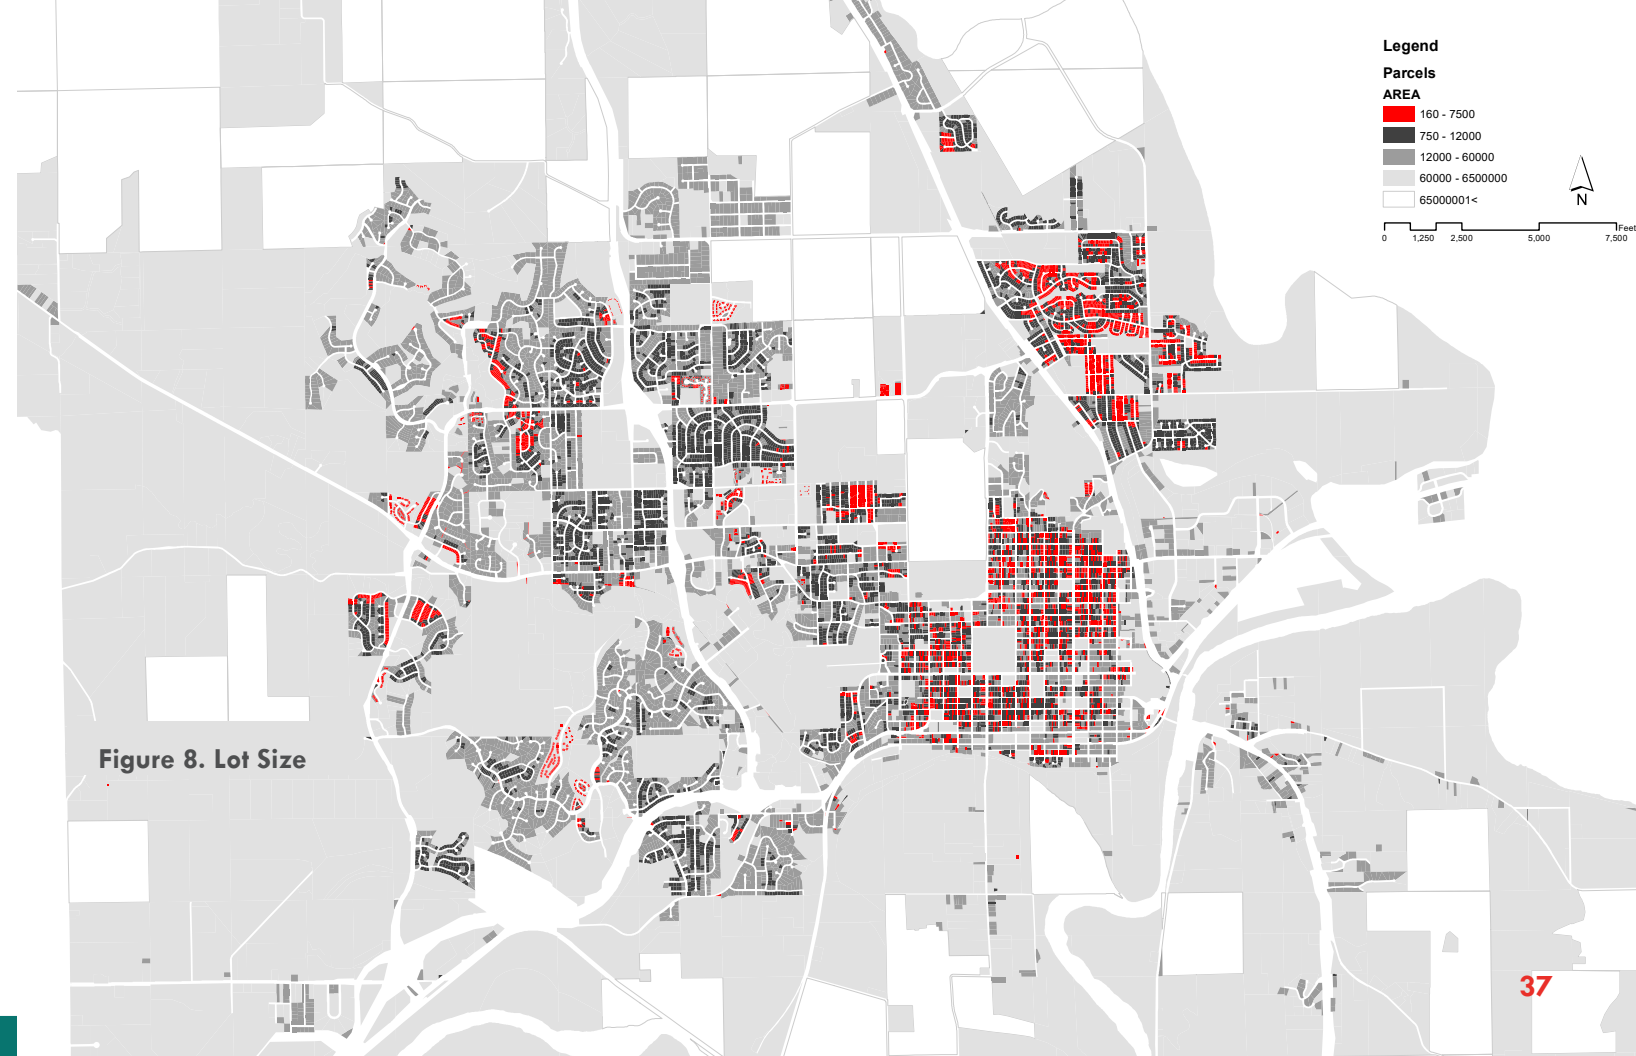 Legend
Parcels
AREA
160 - 7500
750 - 12000
12000 - 60000
60000 - 6500000
65000001<
N
Feet
0 1,250 2,500 5,000 7,500
Figure 8. Lot Size
37